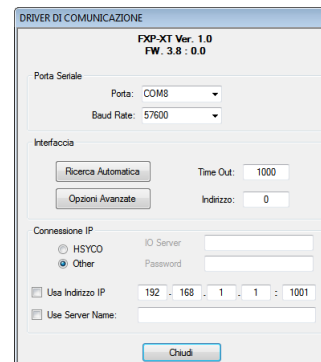 DRIVER DI COMUNICAZIONE
FXP-XT Ver. 1.0
FW. 3.8 : 0.0
Porta Seriale
Porta: COM8
Baud Rate: 57600
Interfaccia
Ricerca Automatica Time Out: 1000
Opzioni Avanzate Indirizzo: 0
Connessione IP
HSYCO IO Server
Other Password
Usa Indirizzo IP 192 . 168 . 1 . 1 : 1001
Use Server Name:
Chiudi